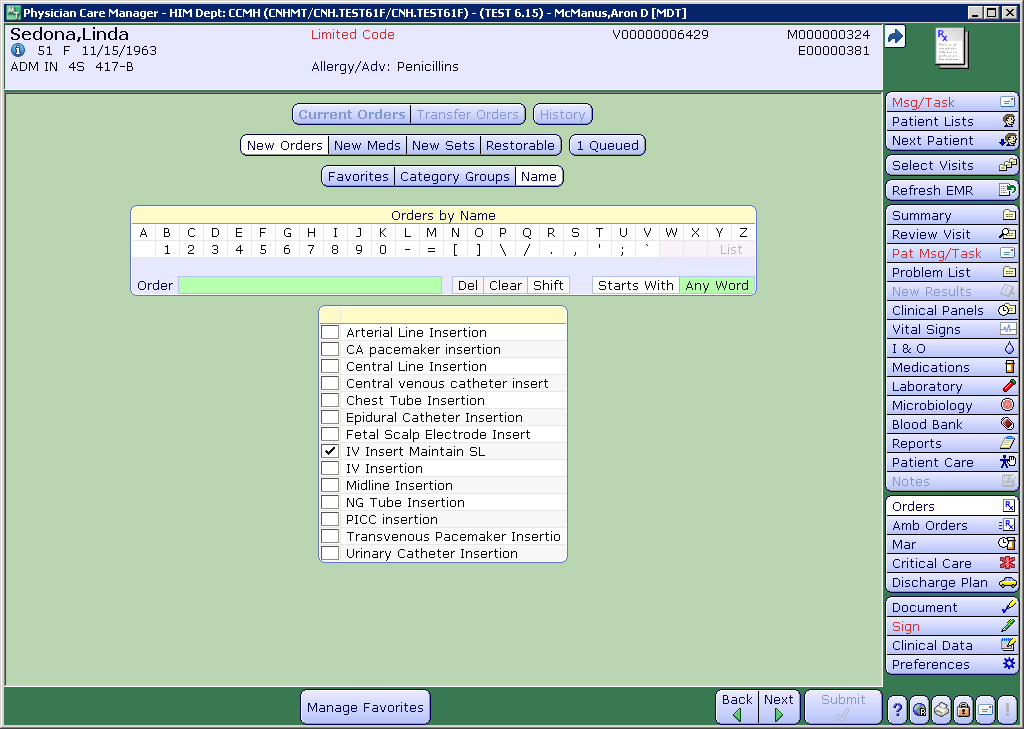 Physician Care Manager - HIM Dept: CCMH (CNHMT/CNH.TEST61F/CNH.TEST61F) - (TEST 6.15) - McManus,Aron D [MDT]
Sedona,Linda
Limited Code
V00000006429
M000000324
51 F 11/15/1963
E00000381
ADM IN 4S 417-B
Allergy/Adv: Penicillins
Current Orders Transfer Orders History
New Orders New Meds New Sets Restorable 1 Queued
Favorites Category Groups Name
Orders by Name
A B C D E F G H I J K L M N O P Q R S T U V W X Y Z
1 2 3 4 5 6 7 8 9 0 - = [ ] \ / . , ' ; ` List
Order Del Clear Shift Starts With Any Word
Arterial Line Insertion
CA pacemaker insertion
Central Line Insertion
Central venous catheter insert
Chest Tube Insertion
Epidural Catheter Insertion
Fetal Scalp Electrode Insert
IV Insert Maintain SL
IV Insertion
Midline Insertion
NG Tube Insertion
PICC insertion
Transvenous Pacemaker Insertio
Urinary Catheter Insertion
Manage Favorites
Back Next
Submit
Msg/Task
Patient Lists
Next Patient
Select Visits
Refresh EMR
Summary
Review Visit
Pat Msg/Task
Problem List
New Results
Clinical Panels
Vital Signs
I & O
Medications
Laboratory
Microbiology
Blood Bank
Reports
Patient Care
Notes
Orders
Amb Orders
Mar
Critical Care
Discharge Plan
Document
Sign
Clinical Data
Preferences